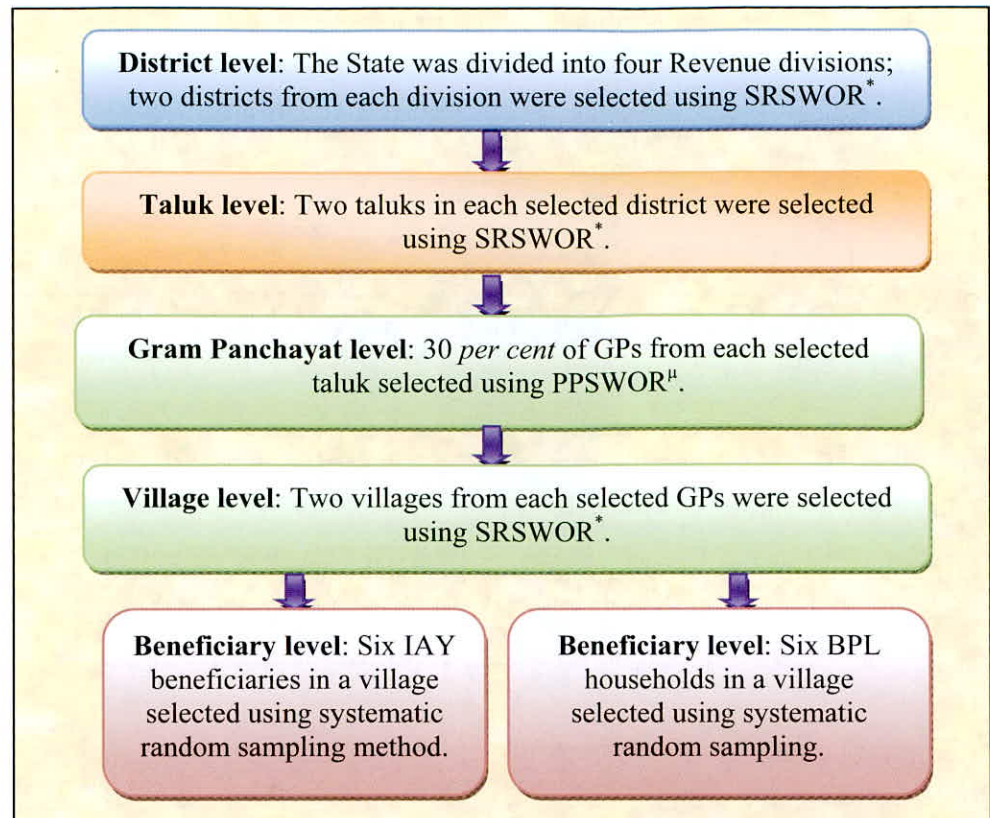 District level: The State was divided into four Revenue divisions;
two districts from each division were selected using SRSWOR*.
Taluk level: Two taluks in each selected district were selected
using SRSWOR*.
Gram Panchayat level: 30 per cent of GPs from each selected
taluk selected using PPSWORµ.
Village level: Two villages from each selected GPs were selected
using SRSWOR*.
Beneficiary level: Six IAY
beneficiaries in a village
selected using systematic
random sampling method.
Beneficiary level: Six BPL
households in a village
selected using systematic
random sampling.